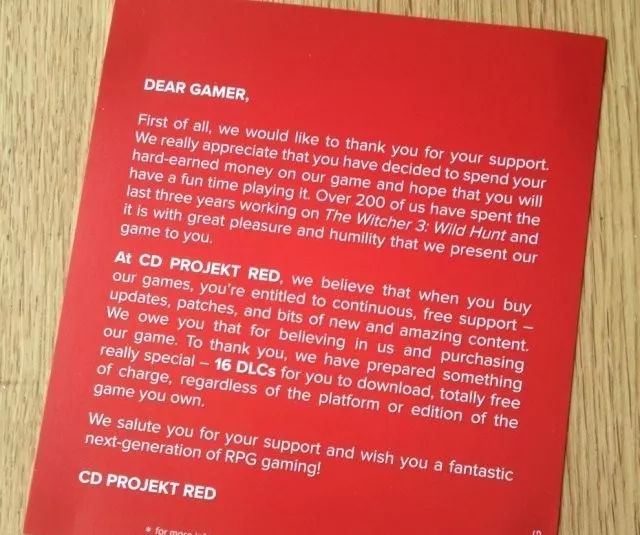 DEAR GAMER,
First of all, we would like to thank you for your support.
We really appreciate that you have decided to spend your
hard-earned money on our game and hope that you will
have a fun time playing it. Over 200 of us have spent the
last three years working on The Witcher 3: Wild Hunt and
it is with great pleasure and humility that we present our
game to you.
At CD PROJEKT RED, we believe that when you buy
our games, you're entitled to continuous, free support –
updates, patches, and bits of new and amazing content.
We owe you that for believing in us and purchasing
our game. To thank you, we have prepared something
really special – 16 DLCs for you to download, totally free
of charge, regardless of the platform or edition of the
game you own.
We salute you for your support and wish you a fantastic
next-generation of RPG gaming!
CD PROJEKT RED
* for more